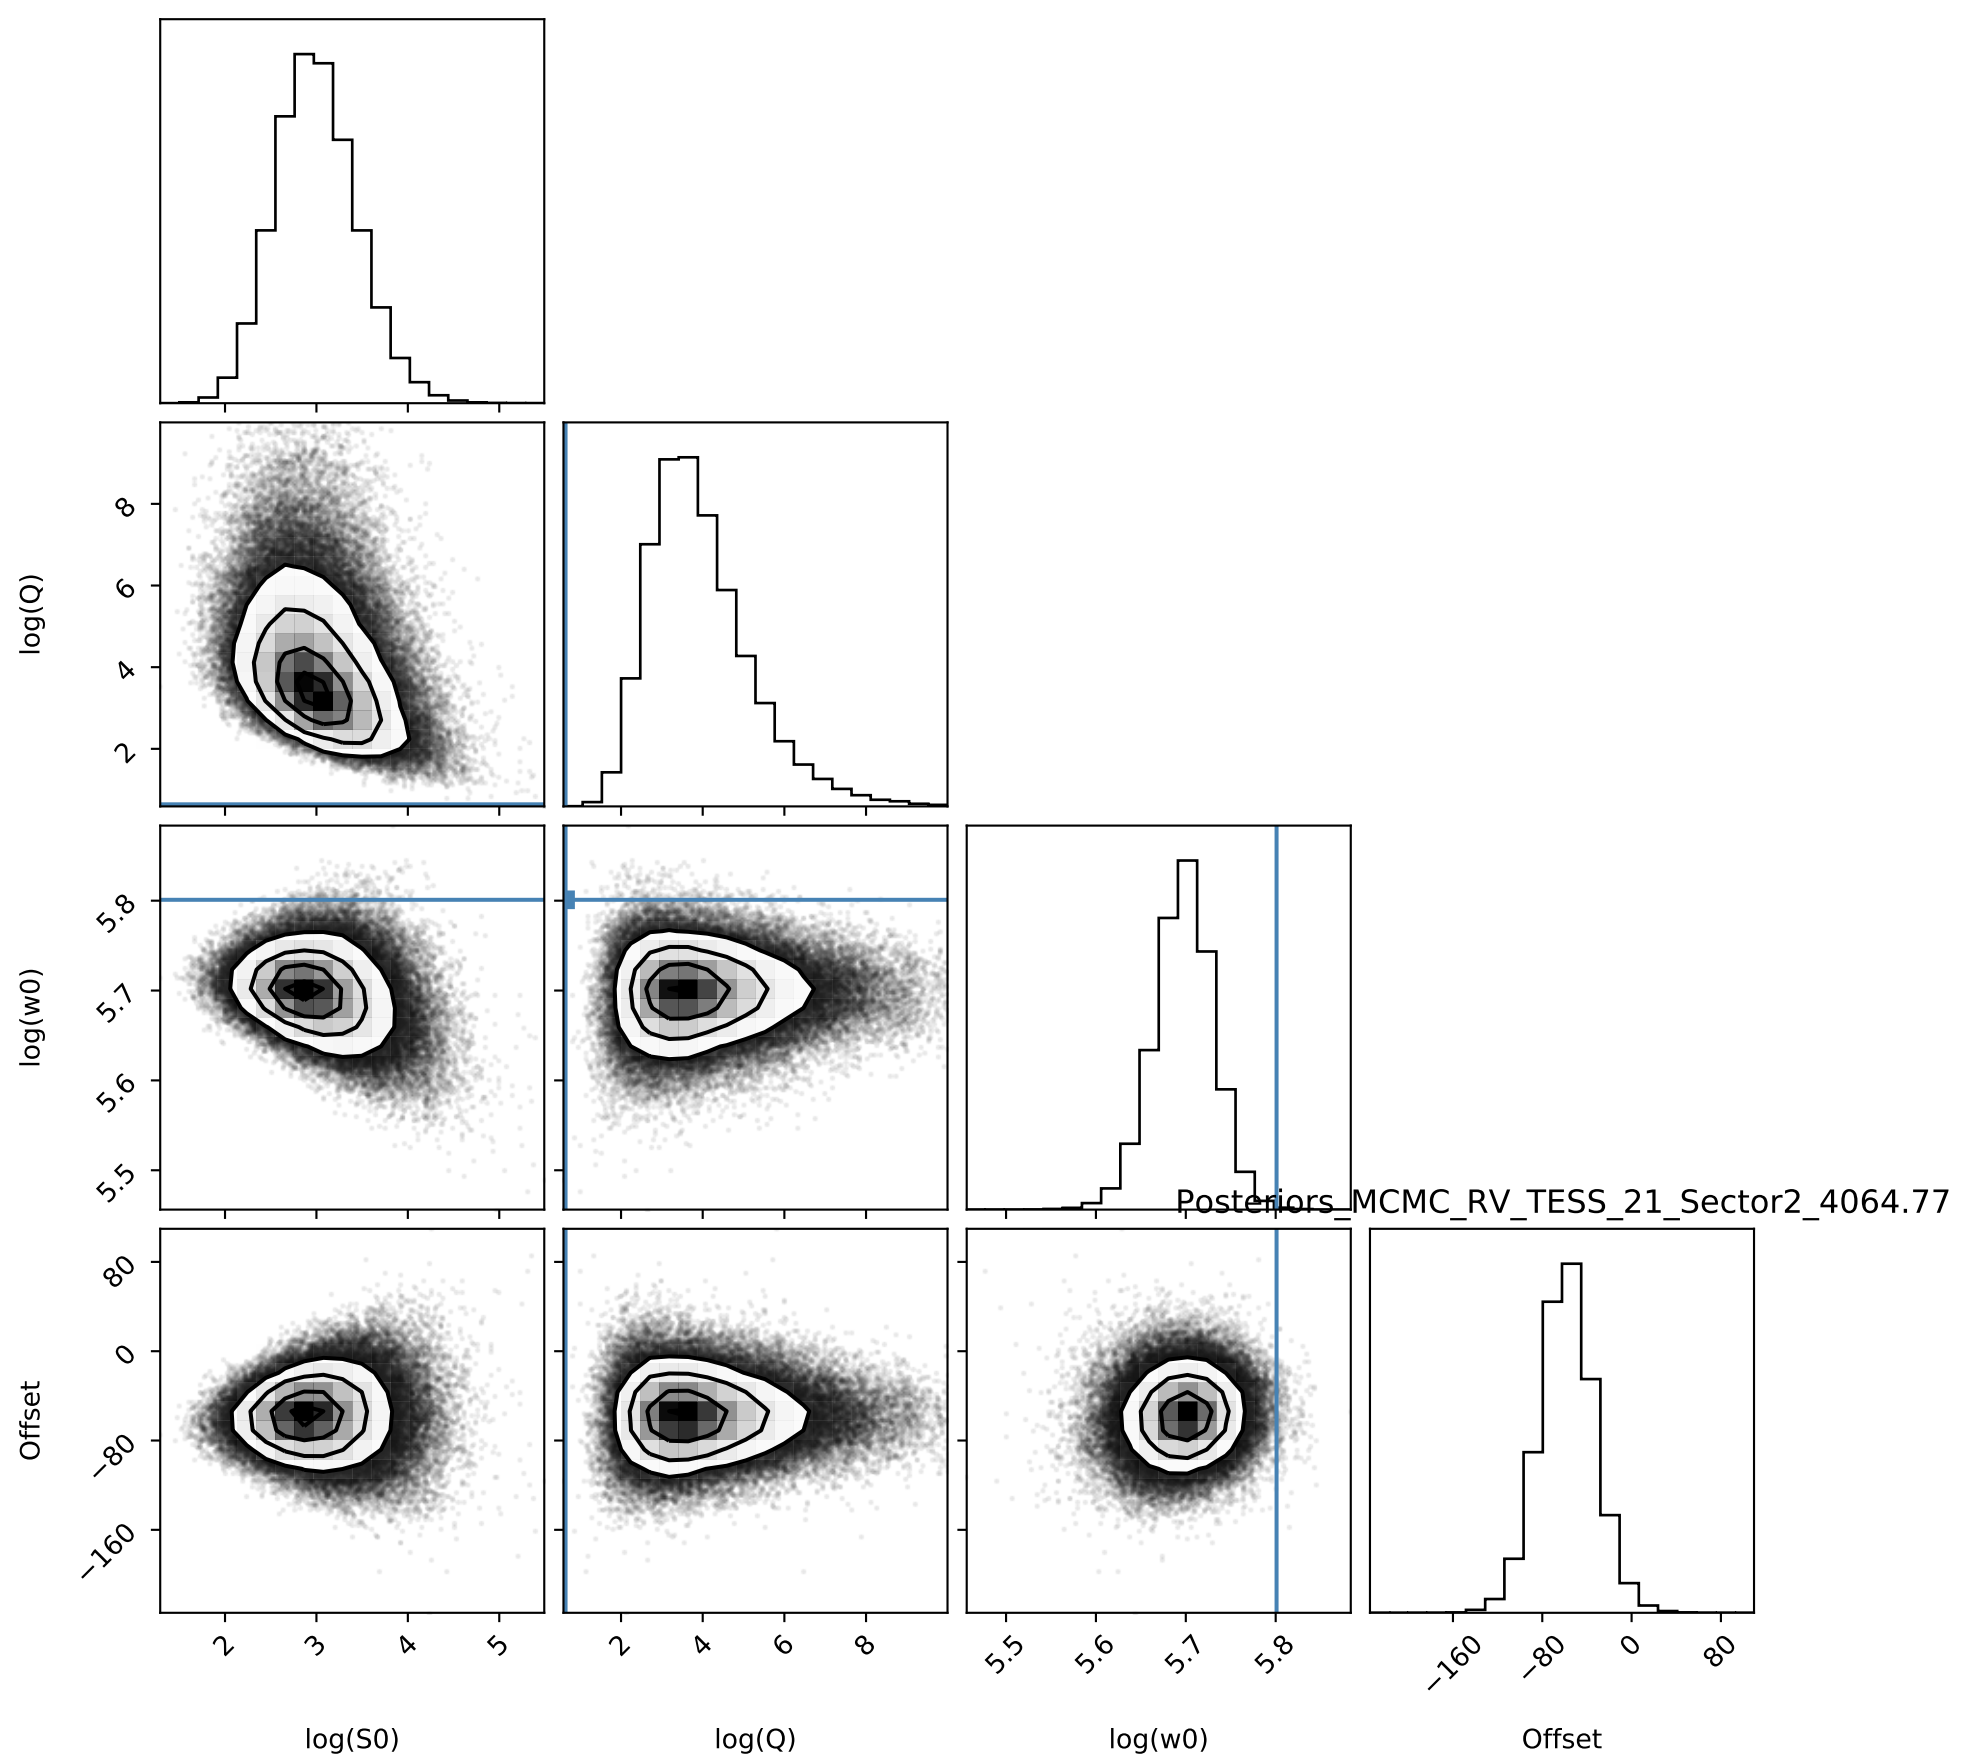 8
6
4
2
log(Q)
5.8
5.7
5.6
5.5
log(w0)
Posteriors_MCMC_RV_TESS_21_Sector2_4064.77
80
0
−80
−160
Offset
2 3 4 5 2 4 6 8 5.5 5.6 5.7 5.8 −160 −80 0 80
log(S0) log(Q) log(w0) Offset